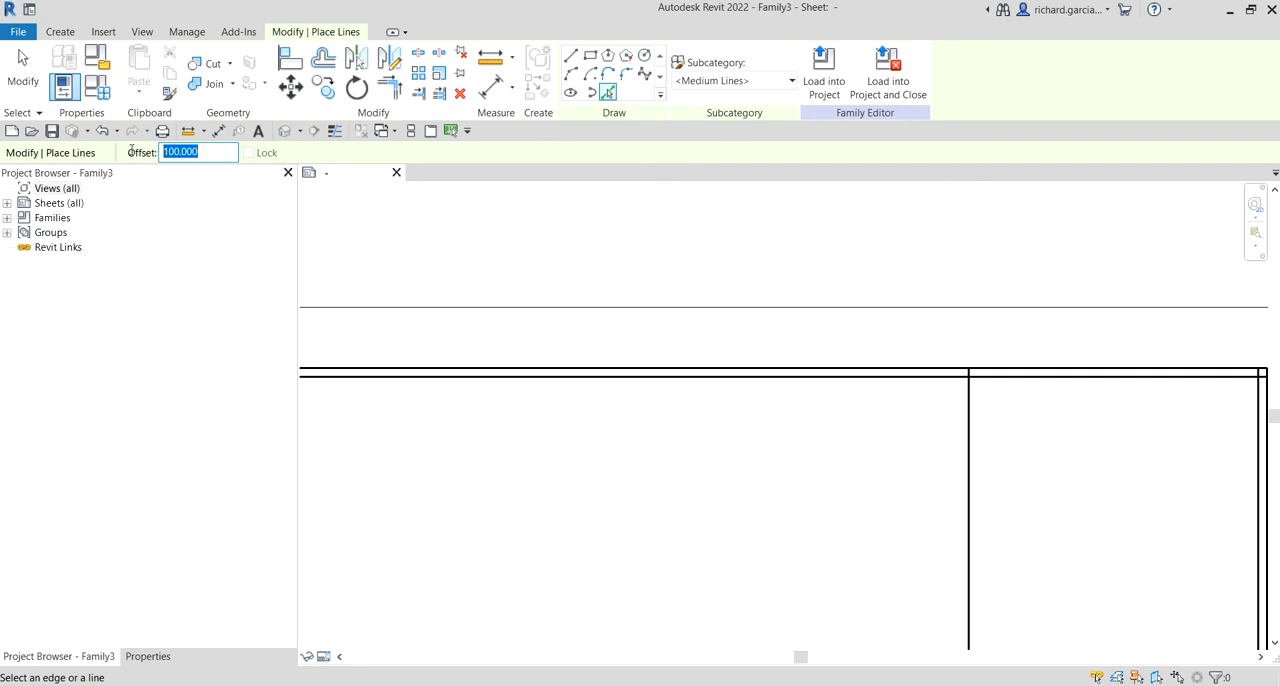 Autodesk Revit 2022 - Family3 - Sheet: -
richard.garcia...
File Create Insert View Manage Add-Ins Modify | Place Lines
Modify
Paste
Cut
Join
Subcategory:
<Medium Lines>
Load into Project
Load into Project and Close
Select Properties Clipboard Geometry Modify Measure Create Draw Subcategory Family Editor
Modify | Place Lines Offset: 100.000 Lock
Project Browser - Family3
-
Views (all)
Sheets (all)
Families
Groups
Revit Links
Project Browser - Family3 Properties
Select an edge or a line
:0